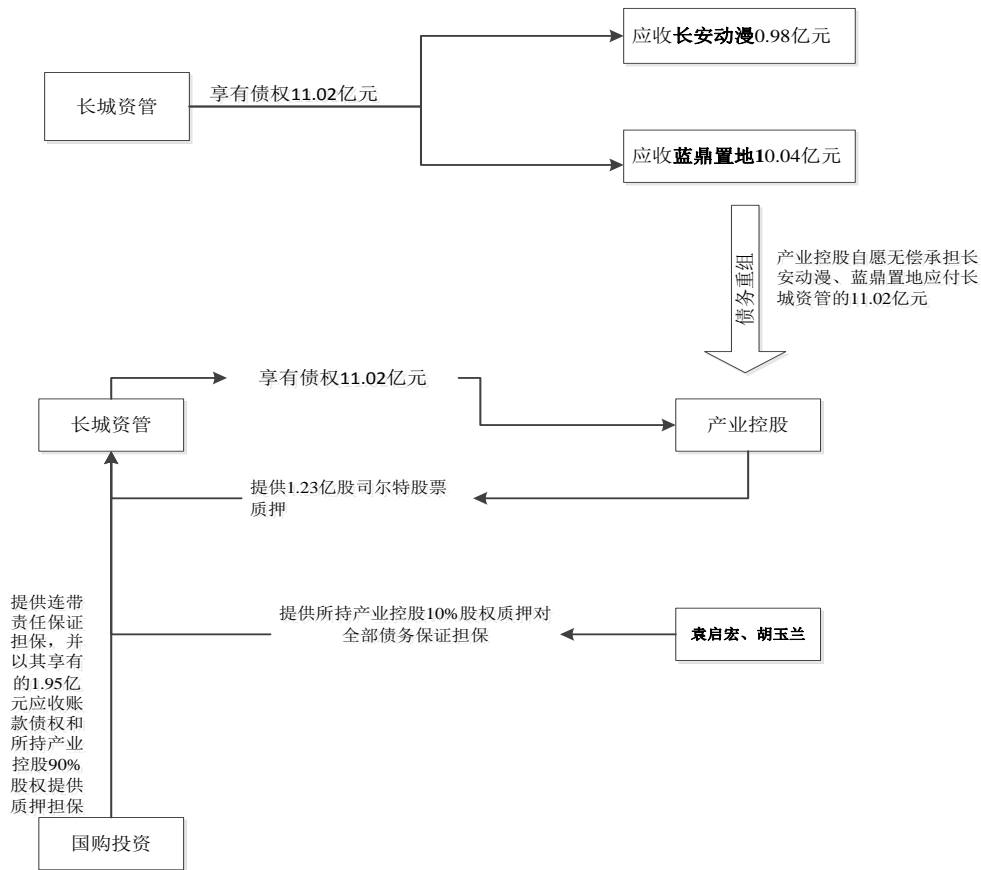 应收长安动漫0.98亿元
长城资管
享有债权11.02亿元
应收蓝鼎置地10.04亿元
债务重组
产业控股自愿无偿承担长
安动漫、蓝鼎置地应付长
城资管的11.02亿元
享有债权11.02亿元
长城资管
产业控股
提供1.23亿股司尔特股票
质押
提供所持产业控股10%股权质押对
全部债务保证担保
袁启宏、胡玉兰
提供连带
责任保证
担保，并
以其享有
的1.95亿
元应收账
款债权和
所持产业
控股90%
股权提供
质押担保
国购投资